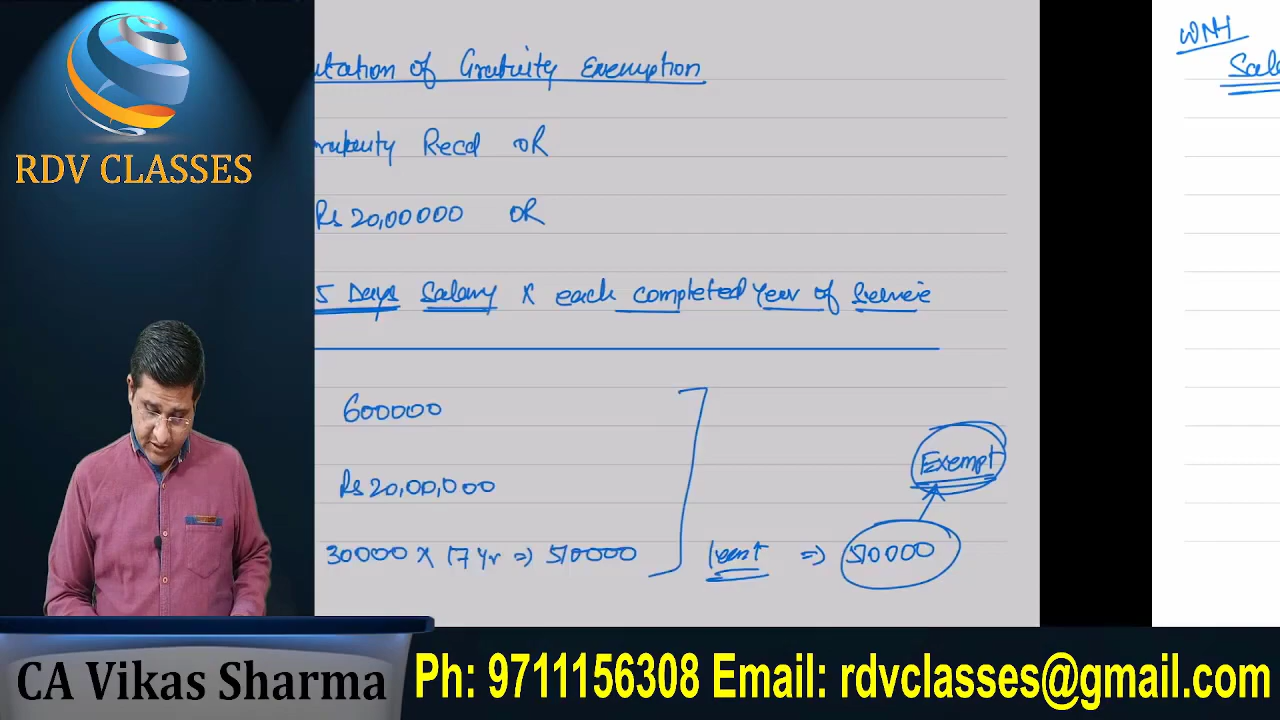 RDV CLASSES
utation of Gratuity Exemption
ratuity Recd OR
Rs 20,00000 OR
5 Days Salary X each completed Year of Service
600000
Rs 20,00,000
30000 X 17 Yr => 510000
least => 510000
Exempt
WNI
Sala
CA Vikas Sharma
Ph: 9711156308 Email: rdvclasses@gmail.com